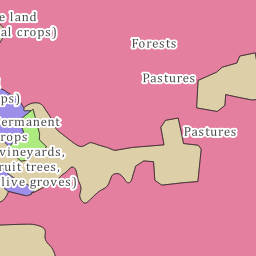 e land
al crops)
Forests
Pastures
ps)
Pastures
ermanent
rops
vineyards,
ruit trees,
live groves)